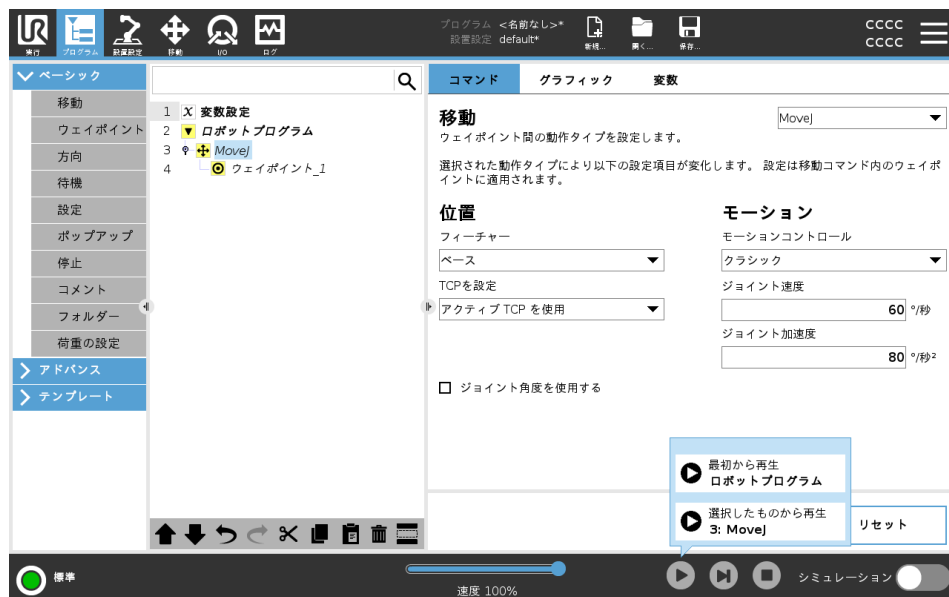 プログラム <名前なし>*
設置設定 default*
CCCC
CCCC
実行
プログラム
設置設定
移動
I/O
ログ
新規...
開く...
保存...
ベーシック
移動
ウェイポイント
方向
待機
設定
ポップアップ
停止
コメント
フォルダー
荷重の設定
アドバンス
テンプレート
1 X 変数設定
2 ロボットプログラム
3 MoveJ
4 ウェイポイント_1
コマンド グラフィック 変数
移動
MoveJ
ウェイポイント間の動作タイプを設定します。
選択された動作タイプにより以下の設定項目が変化します。 設定は移動コマンド内のウェイポ
イントに適用されます。
位置
フィーチャー
ベース
TCPを設定
アクティブ TCP を使用
ジョイント角度を使用する
モーション
モーションコントロール
クラシック
ジョイント速度
60 °/秒
ジョイント加速度
80 °/秒²
最初から再生
ロボットプログラム
選択したものから再生
3: MoveJ
リセット
標準
速度 100%
シミュレーション